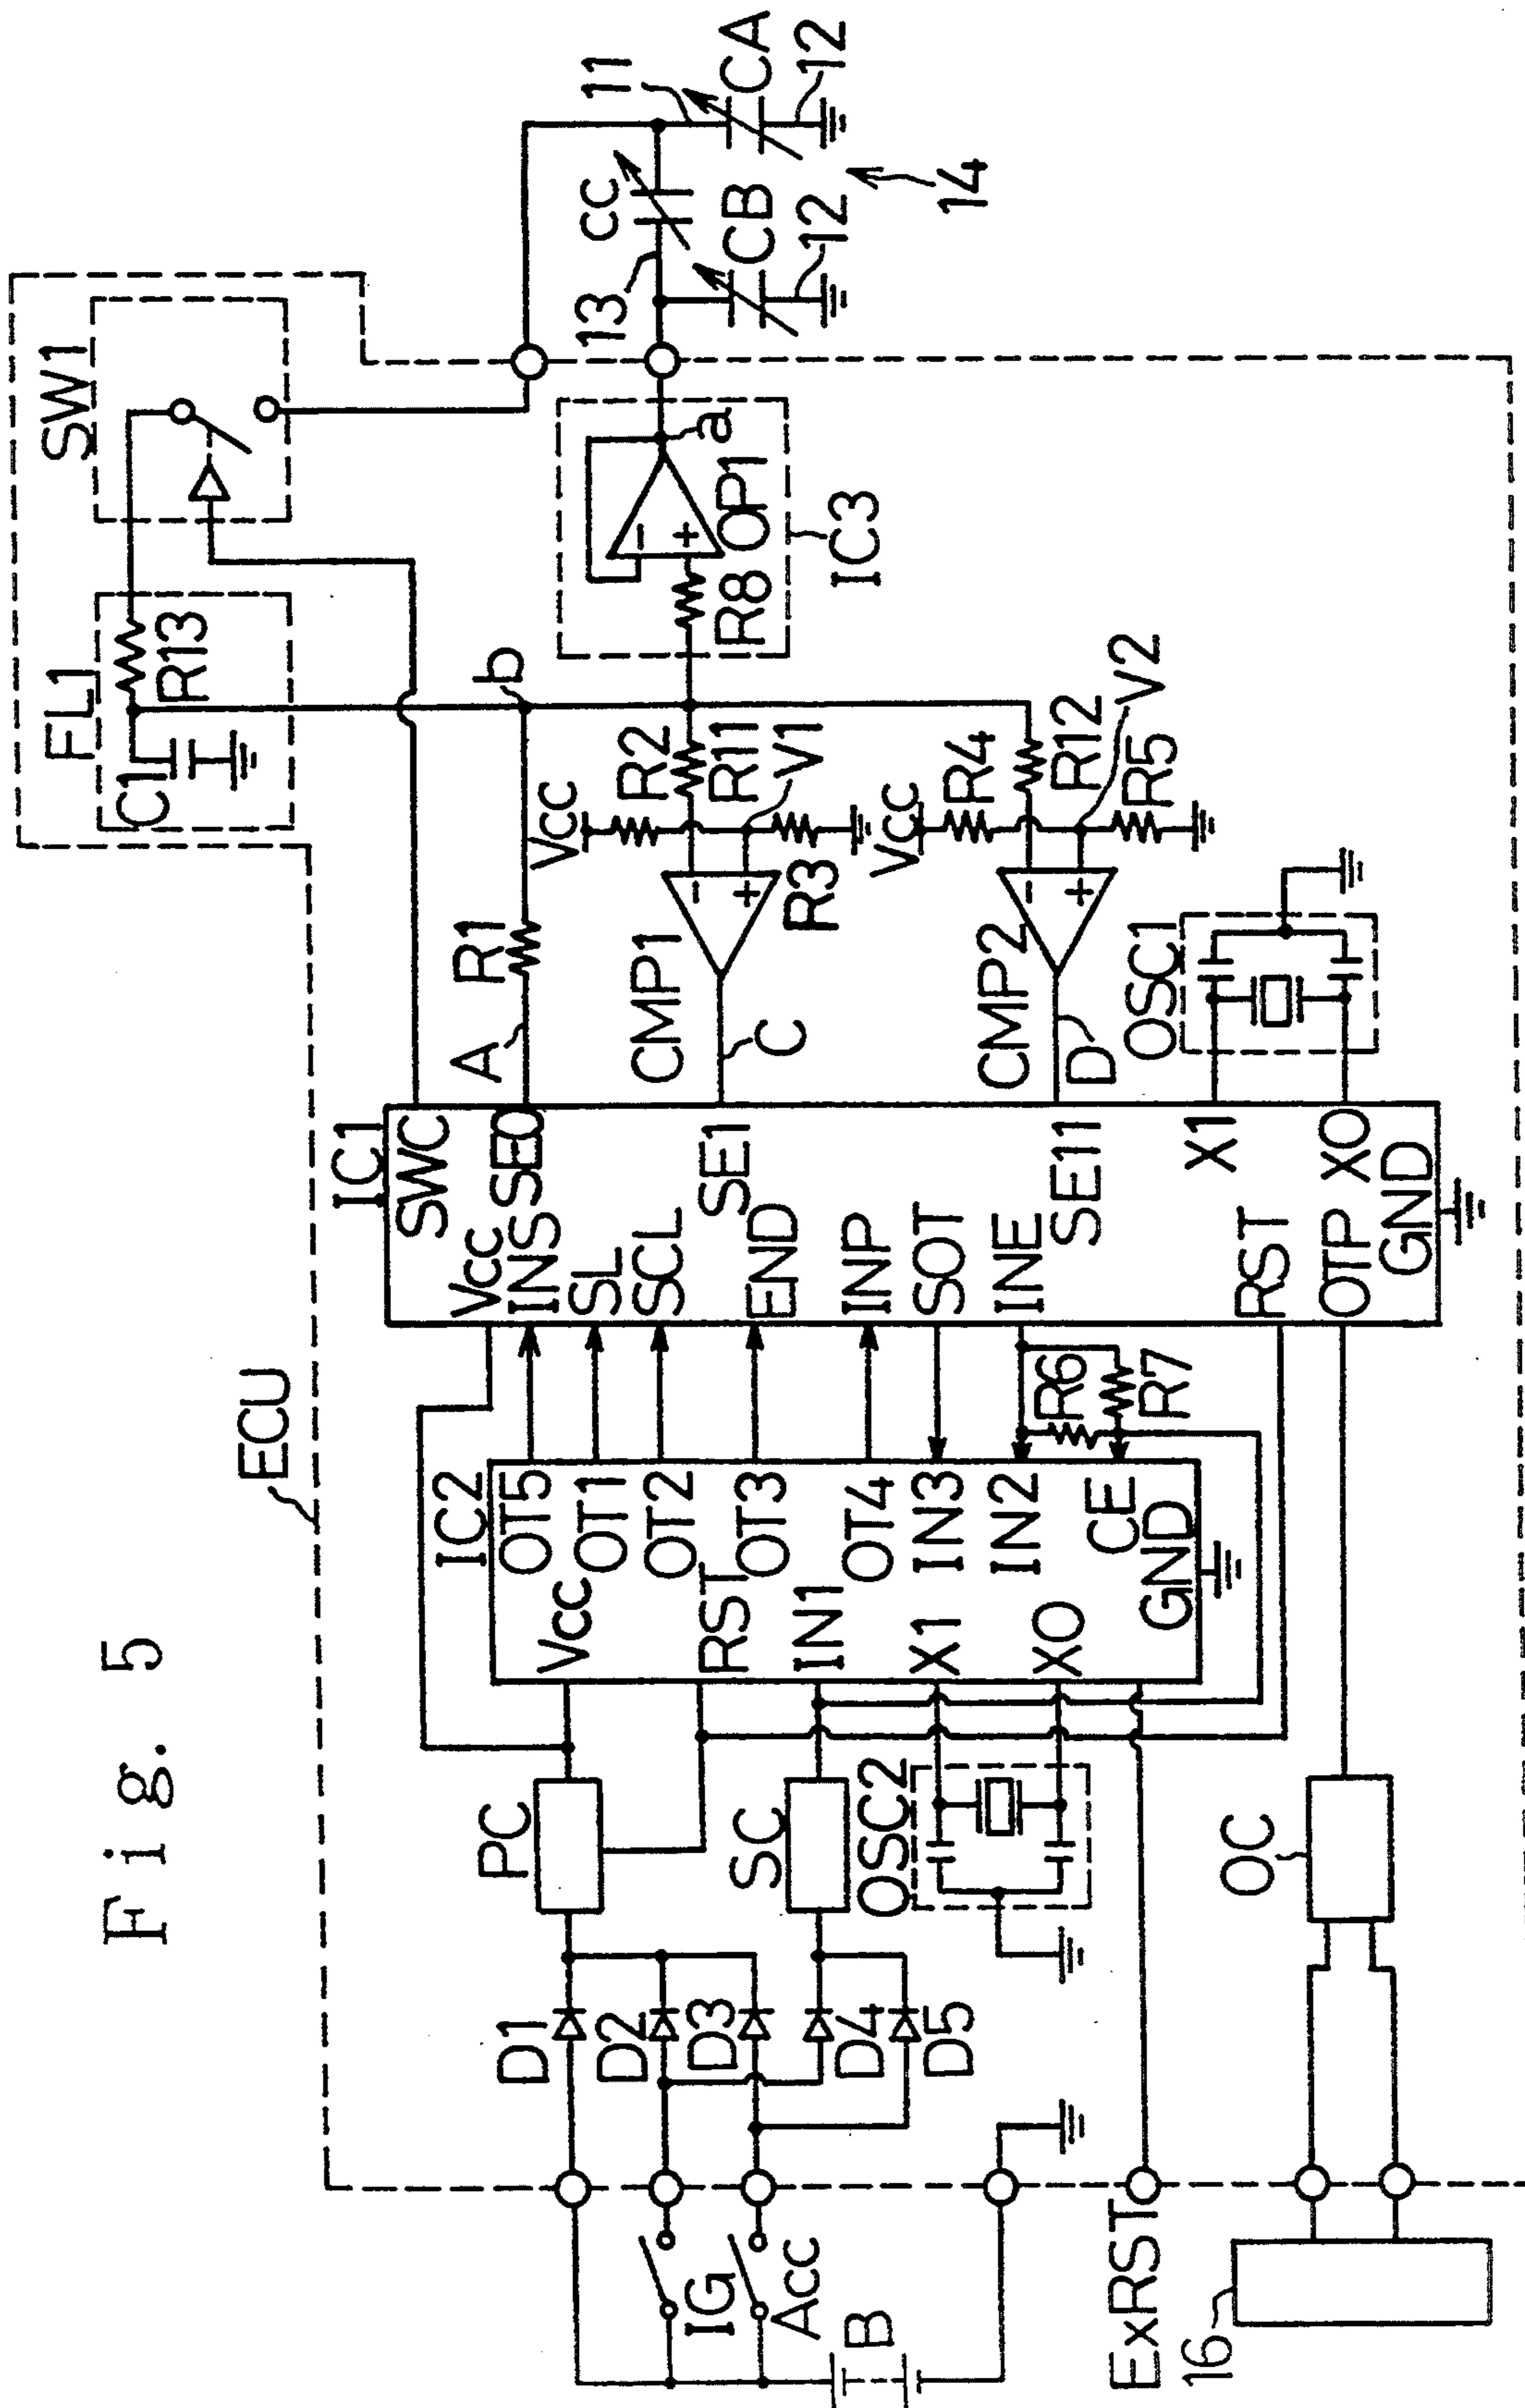 Fig. 5
ECU
SW1
FL1
R13
C1
b
A
R1
IC1
SWC
SEO
Vcc
INS
SL
SCL
SE1
END
INP
SOT
INE
SE11
X1
RST
OTP
XO
GND
Vcc
R2
R11
V1
R3
CMP1
C
Vcc
R4
R12
V2
R5
CMP2
D
OSC1
R8
OP1
-
+
-
+
-
+
a
IC3
13
CC
11
CA
12
CB
12
14
IC2
OT5
OT1
OT2
OT3
OT4
IN3
IN2
CE
GND
Vcc
RST
IN1
X1
XO
R6
R7
PC
SC
OSC2
OC
D1
D2
D3
D4
D5
IG
Acc
B
ExRST
16